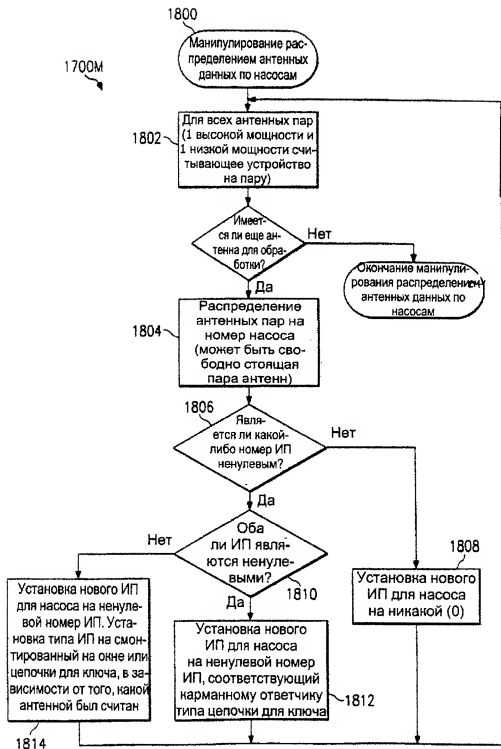 1800
Манипулирование рас-
пределением антенных
данных по насосам
1700M
1802
Для всех антенных пар
(1 высокой мощности и
1 низкой мощности счи-
тывающее устройство
на пару)
Имеет-
ся ли еще ан-
тенна для обра-
ботки?
Нет
Да
Окончание манипули-
рования распределением
антенных данных по
насосам
1804
Распределение
антенных пар на
номер насоса
(может быть сво-
бодно стоящая
пара антенн)
1806
Явля-
ется ли какой-
либо номер ИП
ненулевым?
Нет
Да
Нет
Оба
ли ИП явля-
ются ненуле-
выми?
1810
Да
1808
Установка нового
ИП для насоса
на никакой (0)
Установка нового ИП
для насоса на ненуле-
вой номер ИП. Уста-
новка типа ИП на смон-
тированный на окне или
цепочки для ключа, в за-
висимости от того, какой
антенной был считан
1814
Установка нового
ИП для насоса
на ненулевой номер
ИП, соответствующий
карманному ответчику
типа цепочки для ключа
1812